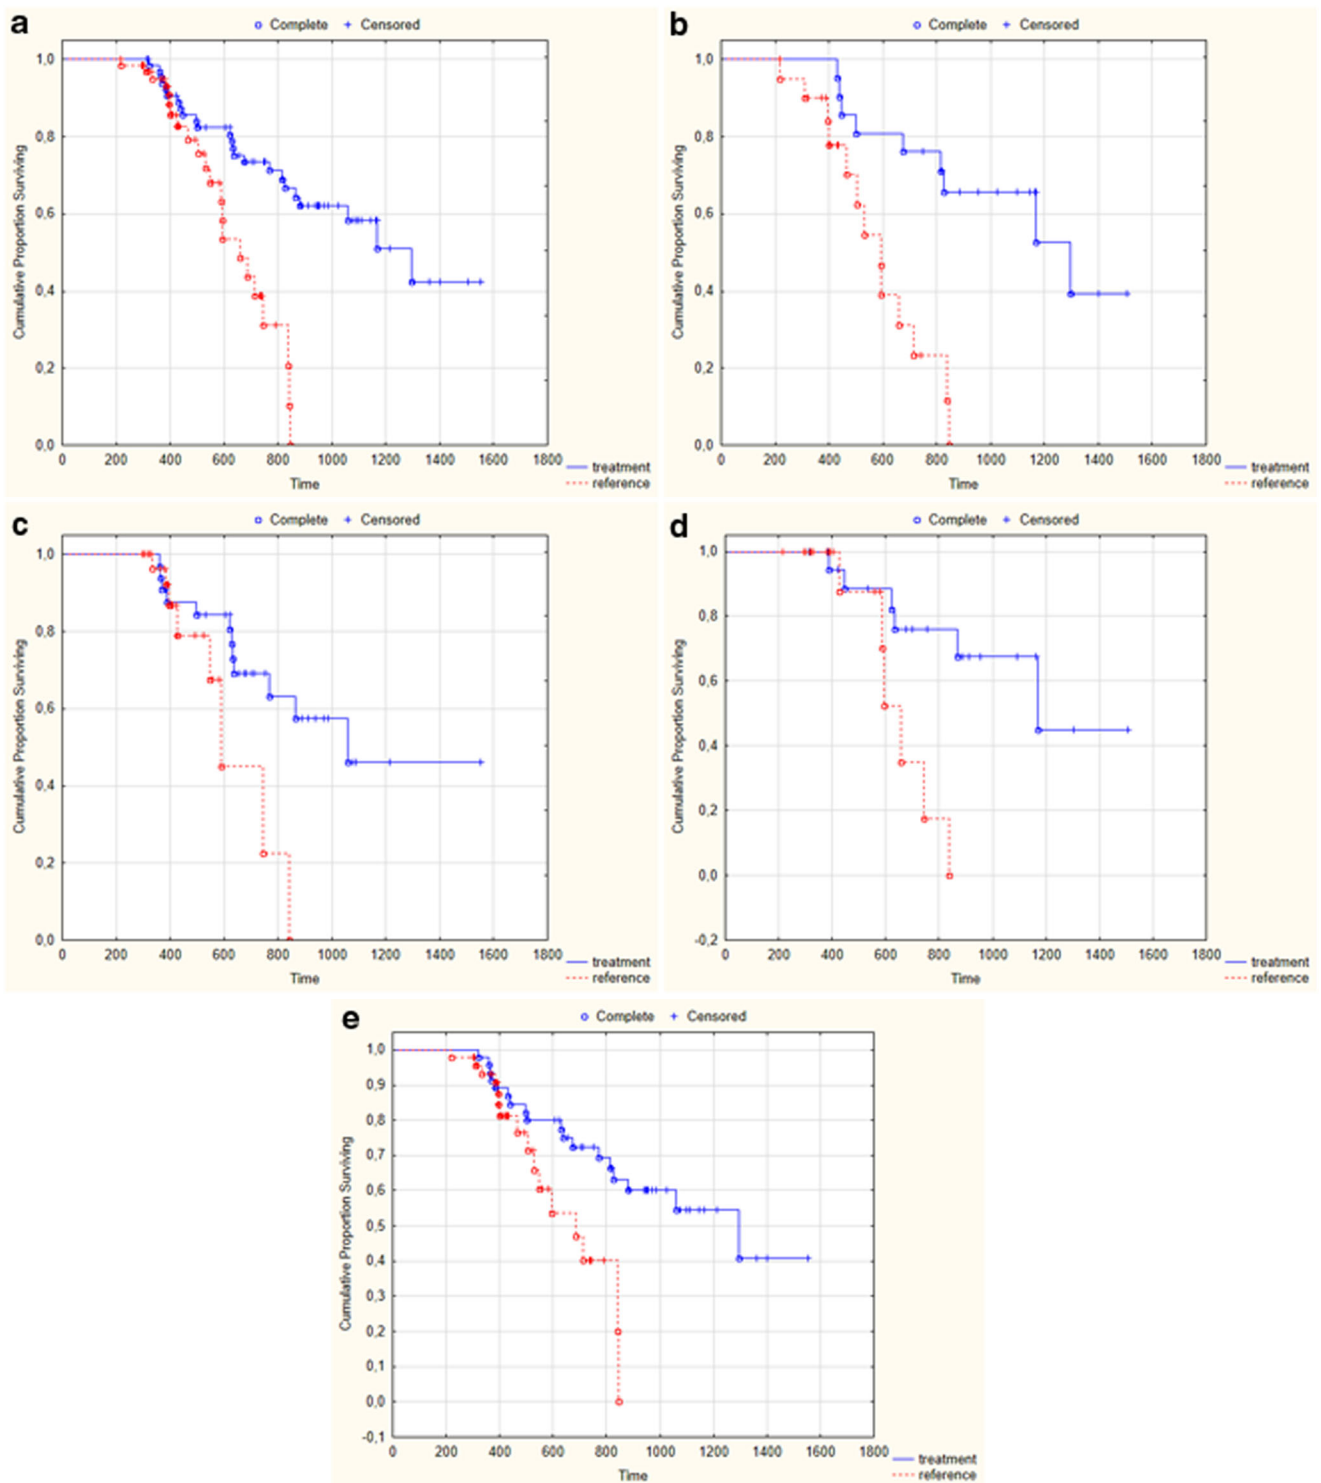 a
Complete + Censored
1,0
0,8
0,6
0,4
0,2
0,0
Cumulative Proportion Surviving
0 200 400 600 800 1000 1200 1400 1600 1800
Time
treatment
reference
b
Complete + Censored
1,0
0,8
0,6
0,4
0,2
0,0
Cumulative Proportion Surviving
0 200 400 600 800 1000 1200 1400 1600 1800
Time
treatment
reference
c
Complete + Censored
1,0
0,8
0,6
0,4
0,2
0,0
Cumulative Proportion Surviving
0 200 400 600 800 1000 1200 1400 1600 1800
Time
treatment
reference
d
Complete + Censored
1,0
0,8
0,6
0,4
0,2
0,0
-0,2
Cumulative Proportion Surviving
0 200 400 600 800 1000 1200 1400 1600 1800
Time
treatment
reference
e
Complete + Censored
1,0
0,9
0,8
0,7
0,6
0,5
0,4
0,3
0,2
0,1
0,0
-0,1
Cumulative Proportion Surviving
0 200 400 600 800 1000 1200 1400 1600 1800
Time
treatment
reference